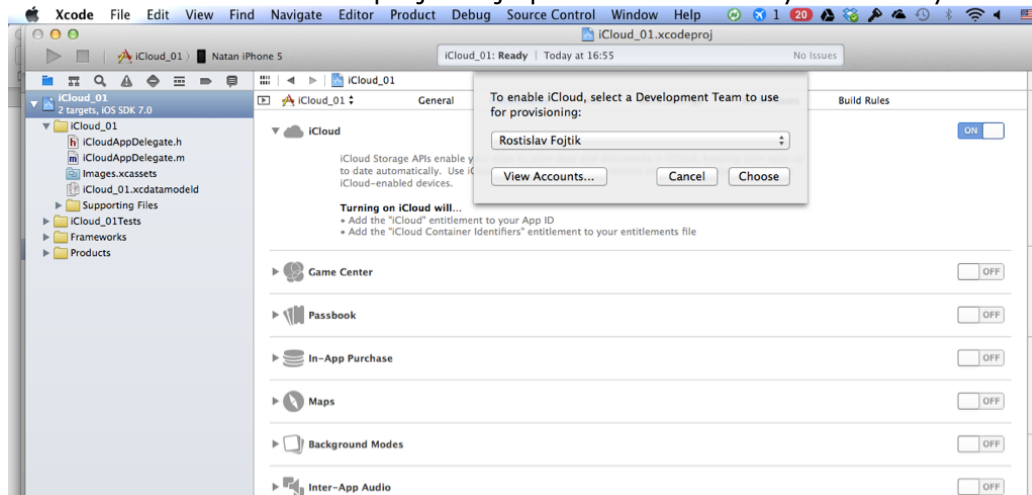 Xcode File Edit View Find Navigate Editor Product Debug Source Control Window Help 1 20
iCloud_01.xcodeproj
iCloud_01 Natan iPhone 5
iCloud_01: Ready | Today at 16:55 No Issues
iCloud_01
iCloud_01
2 targets, iOS SDK 7.0
iCloud_01
iCloudAppDelegate.h
iCloudAppDelegate.m
Images.xcassets
iCloud_01.xcdatamodeld
Supporting Files
iCloud_01Tests
Frameworks
Products
iCloud_01 General Build Rules
To enable iCloud, select a Development Team to use
for provisioning:
Rostislav Fojtik
View Accounts... Cancel Choose
iCloud ON
iCloud Storage APIs enable
to date automatically. Use
iCloud-enabled devices.
Turning on iCloud will...
• Add the "iCloud" entitlement to your App ID
• Add the "iCloud Container Identifiers" entitlement to your entitlements file
Game Center OFF
Passbook OFF
In-App Purchase OFF
Maps OFF
Background Modes OFF
Inter-App Audio OFF